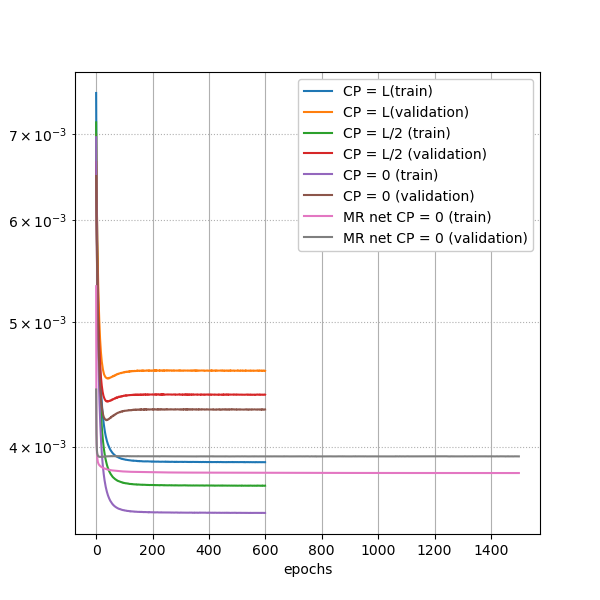 CP = L(train)
CP = L(validation)
CP = L/2 (train)
CP = L/2 (validation)
CP = 0 (train)
CP = 0 (validation)
MR net CP = 0 (train)
MR net CP = 0 (validation)
7 × 10⁻³
6 × 10⁻³
5 × 10⁻³
4 × 10⁻³
0 200 400 600 800 1000 1200 1400
epochs